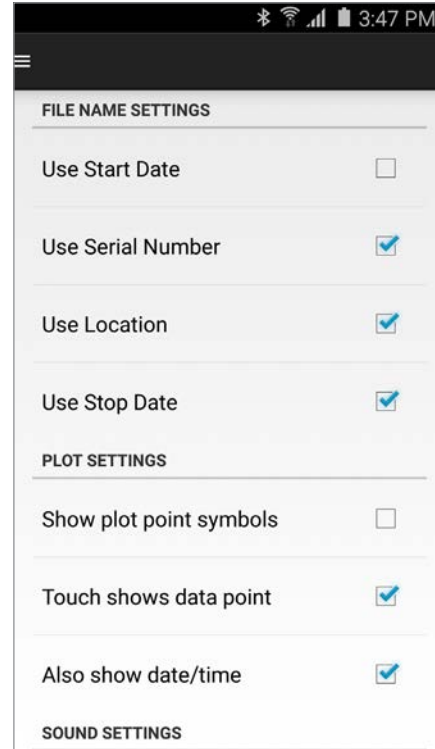 3:47 PM
FILE NAME SETTINGS
Use Start Date
Use Serial Number
Use Location
Use Stop Date
PLOT SETTINGS
Show plot point symbols
Touch shows data point
Also show date/time
SOUND SETTINGS